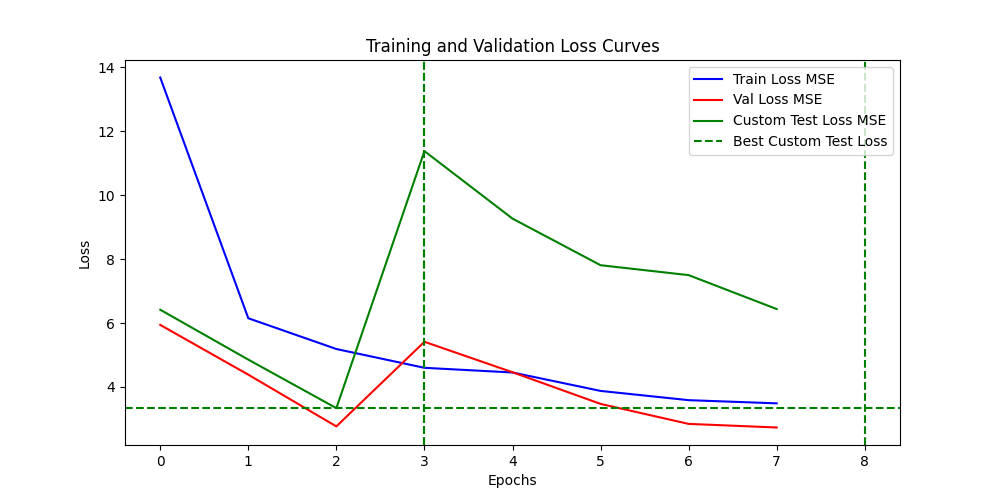 Training and Validation Loss Curves
14
12
10
8
6
4
Loss
Train Loss MSE
Val Loss MSE
Custom Test Loss MSE
Best Custom Test Loss
0 1 2 3 4 5 6 7 8
Epochs